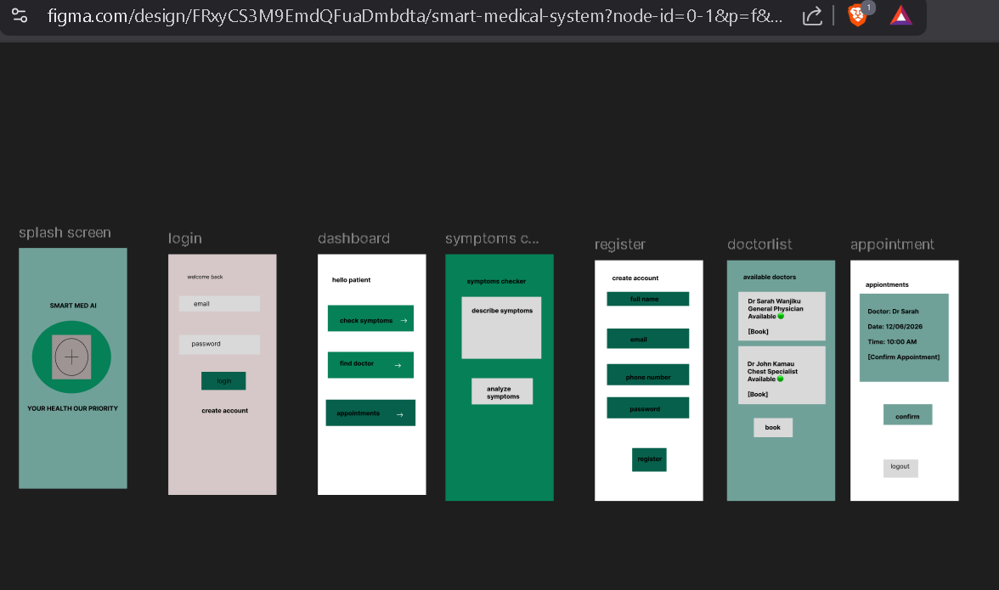 figma.com/design/FRxyCS3M9EmdQFuaDmbdta/smart-medical-system?node-id=0-1&p=f&...
1
splash screen
SMART MED AI
YOUR HEALTH OUR PRIORITY
login
welcome back
email
password
login
create account
dashboard
hello patient
check symptoms →
find doctor →
appointments →
symptoms c...
symptoms checker
describe symptoms
analyze
symptoms
register
create account
full name
email
phone number
password
register
doctorlist
available doctors
Dr Sarah Wanjiku
General Physician
Available
[Book]
Dr John Kamau
Chest Specialist
Available
[Book]
book
appointment
appiontments
Doctor: Dr Sarah
Date: 12/06/2026
Time: 10:00 AM
[Confirm Appointment]
confirm
logout